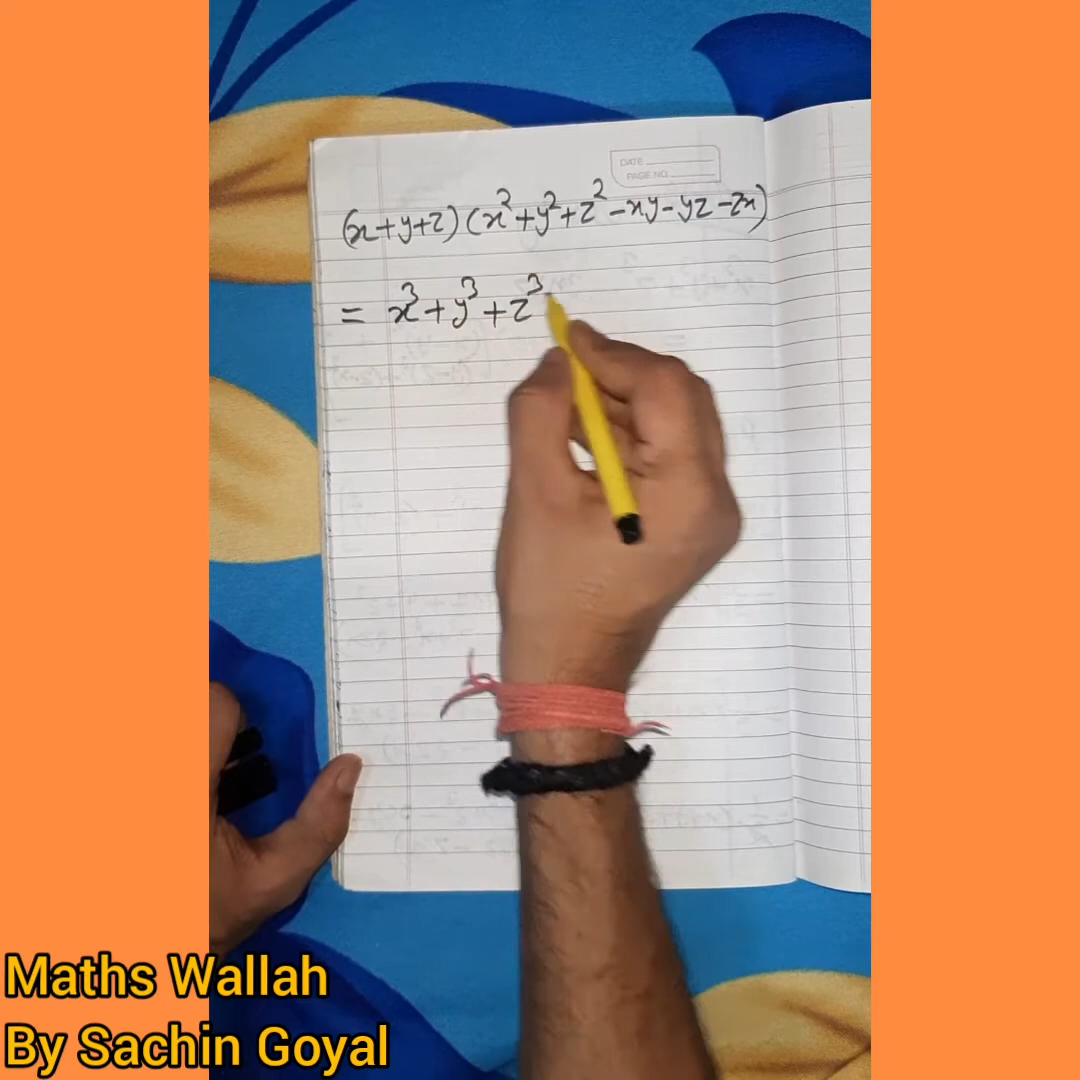 DATE
PAGE NO.
(x+y+z)(x²+y²+z²-xy-yz-zx)
= x³+y³+z³
Maths Wallah
By Sachin Goyal